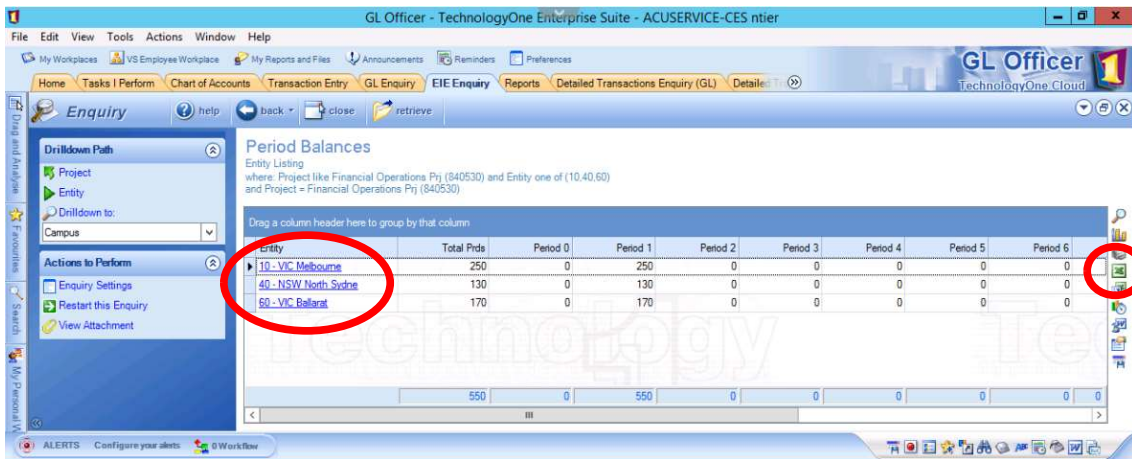 GL Officer - TechnologyOne Enterprise Suite - ACUSERVICE-CES ntier
File Edit View Tools Actions Window Help
My Workplaces VS Employee Workplace My Reports and Files Announcements Reminders Preferences
GL Officer
TechnologyOne Cloud
Home Tasks I Perform Chart of Accounts Transaction Entry GL Enquiry EIE Enquiry Reports Detailed Transactions Enquiry (GL) Detailed
Enquiry help back close retrieve
Drag and Analyse
Favourites
Search
My Personal
Drilldown Path
Project
Entity
Drilldown to:
Campus
Actions to Perform
Enquiry Settings
Restart this Enquiry
View Attachment
Period Balances
Entity Listing
where: Project like Financial Operations Prj (840530) and Entity one of (10,40,60)
and Project = Financial Operations Prj (840530)
Drag a column header here to group by that column
Entity Total Prds Period 0 Period 1 Period 2 Period 3 Period 4 Period 5 Period 6
10 - VIC Melbourne 250 0 250 0 0 0 0 0
40 - NSW North Sydne 130 0 130 0 0 0 0 0
60 - VIC Ballarat 170 0 170 0 0 0 0 0
Technology
550 0 550 0 0 0 0 0 0
ALERTS Configure your alerts 0 Workflow